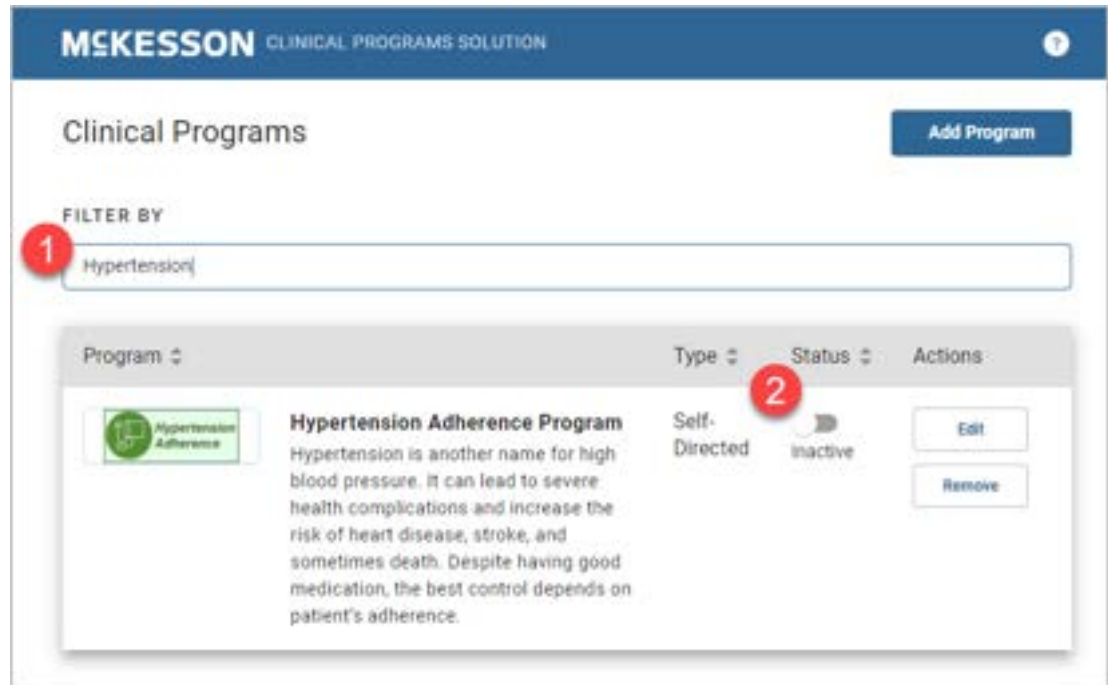 MCKESSON CLINICAL PROGRAMS SOLUTION ?
Clinical Programs
Add Program
FILTER BY
1
Hypertension
Program Type Status Actions
2
Hypertension
Adherence
Hypertension Adherence Program
Hypertension is another name for high
blood pressure. It can lead to severe
health complications and increase the
risk of heart disease, stroke, and
sometimes death. Despite having good
medication, the best control depends on
patient's adherence.
Self-
Directed
Inactive
Edit
Remove